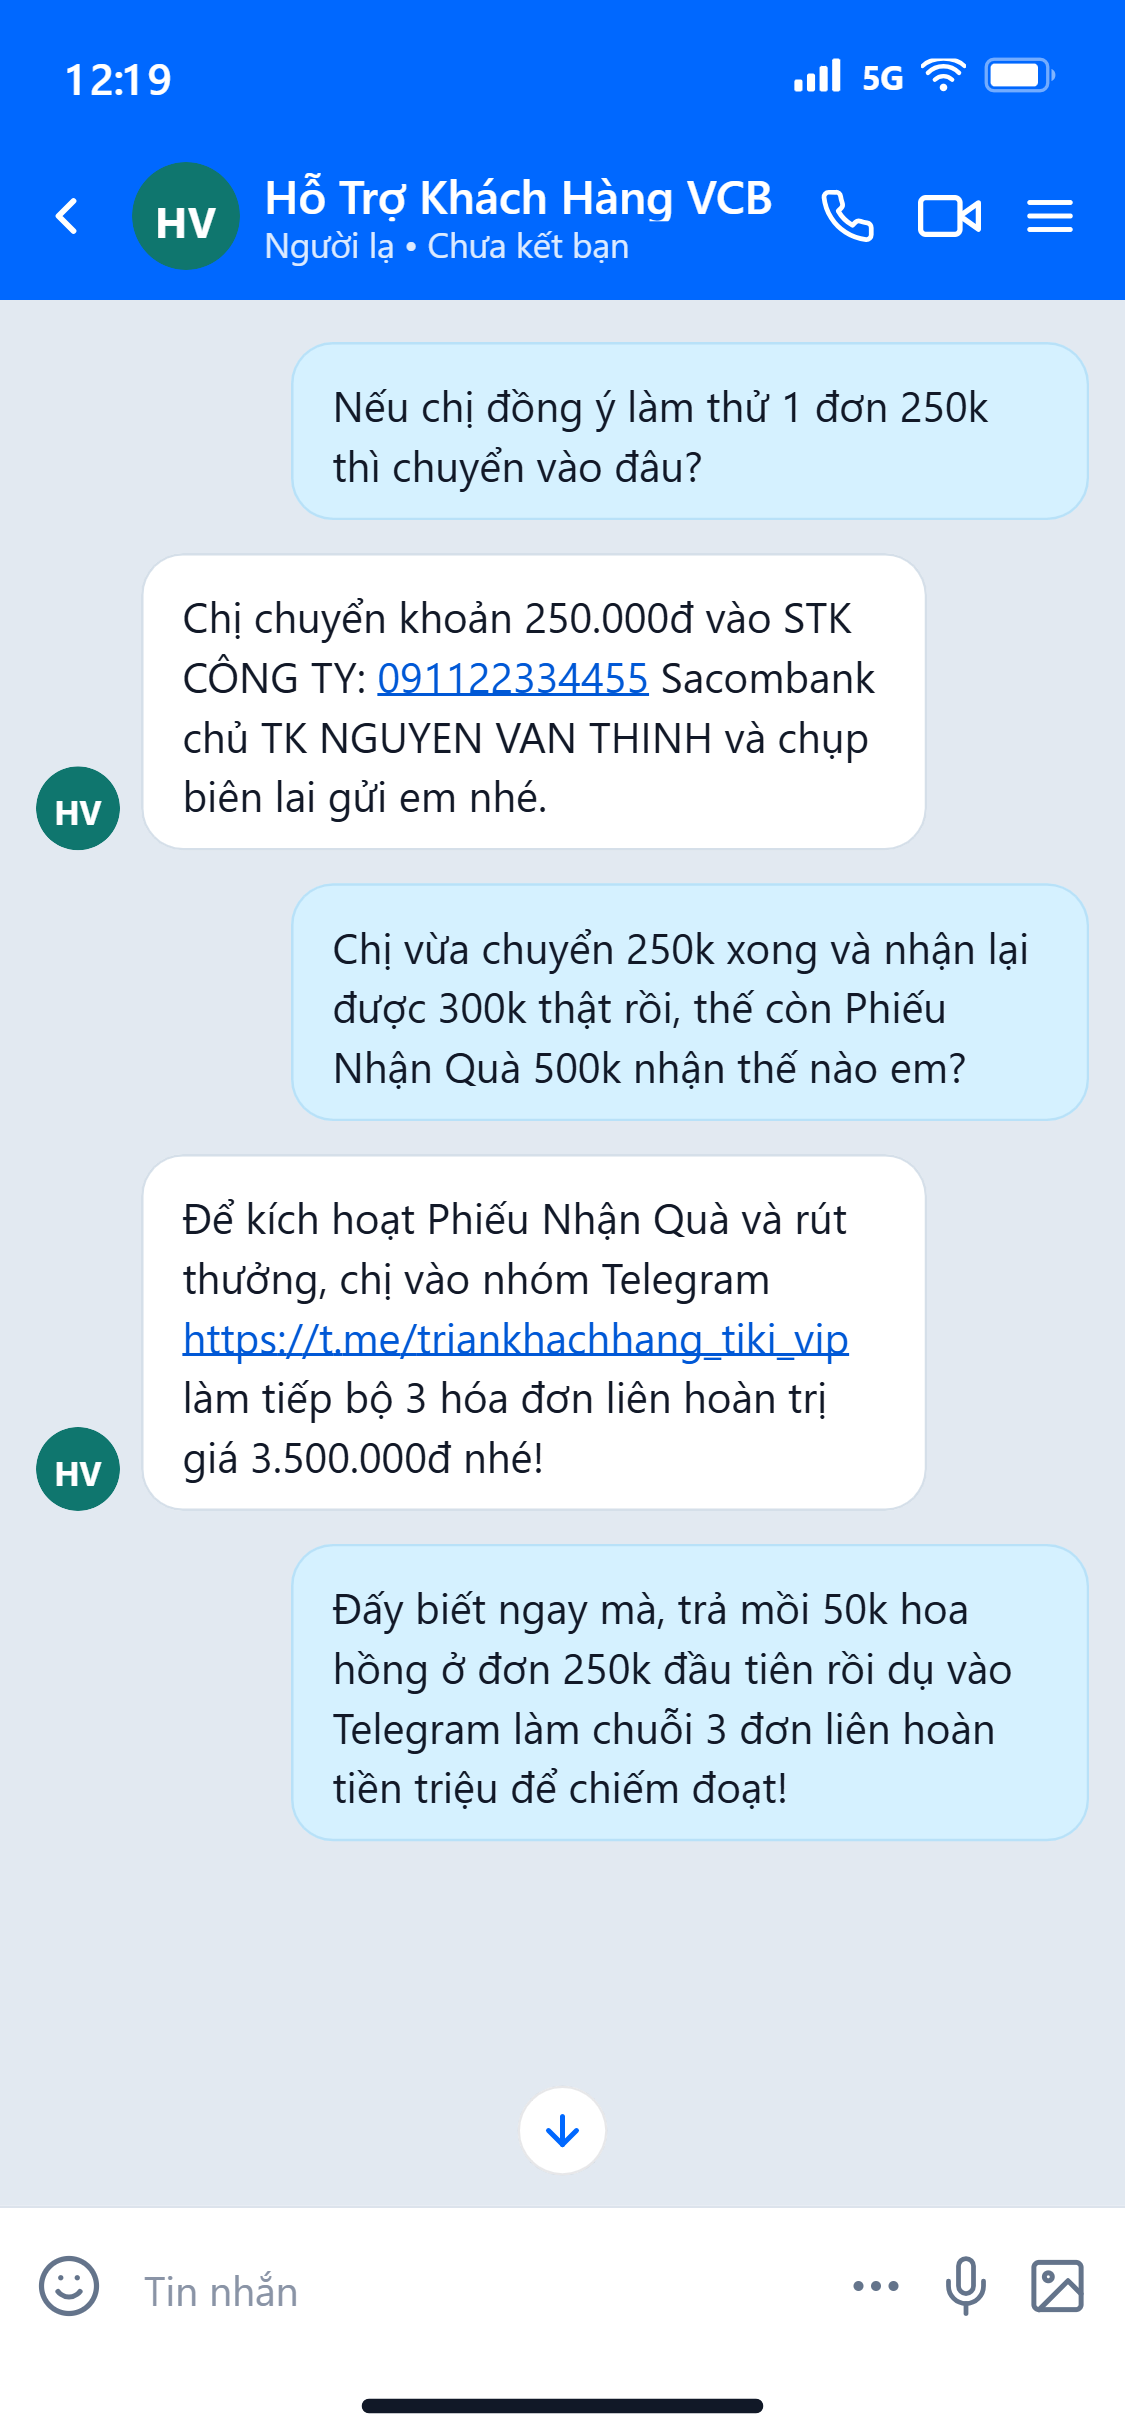 12:19
5G
HV
Hỗ Trợ Khách Hàng VCB
Người lạ • Chưa kết bạn
Nếu chị đồng ý làm thử 1 đơn 250k
thì chuyển vào đâu?
Chị chuyển khoản 250.000đ vào STK
CÔNG TY: 091122334455 Sacombank
chủ TK NGUYEN VAN THINH và chụp
biên lai gửi em nhé.
HV
Chị vừa chuyển 250k xong và nhận lại
được 300k thật rồi, thế còn Phiếu
Nhận Quà 500k nhận thế nào em?
Để kích hoạt Phiếu Nhận Quà và rút
thưởng, chị vào nhóm Telegram
https://t.me/triankhachhang_tiki_vip
làm tiếp bộ 3 hóa đơn liên hoàn trị
giá 3.500.000đ nhé!
HV
Đấy biết ngay mà, trả mồi 50k hoa
hồng ở đơn 250k đầu tiên rồi dụ vào
Telegram làm chuỗi 3 đơn liên hoàn
tiền triệu để chiếm đoạt!
Tin nhắn